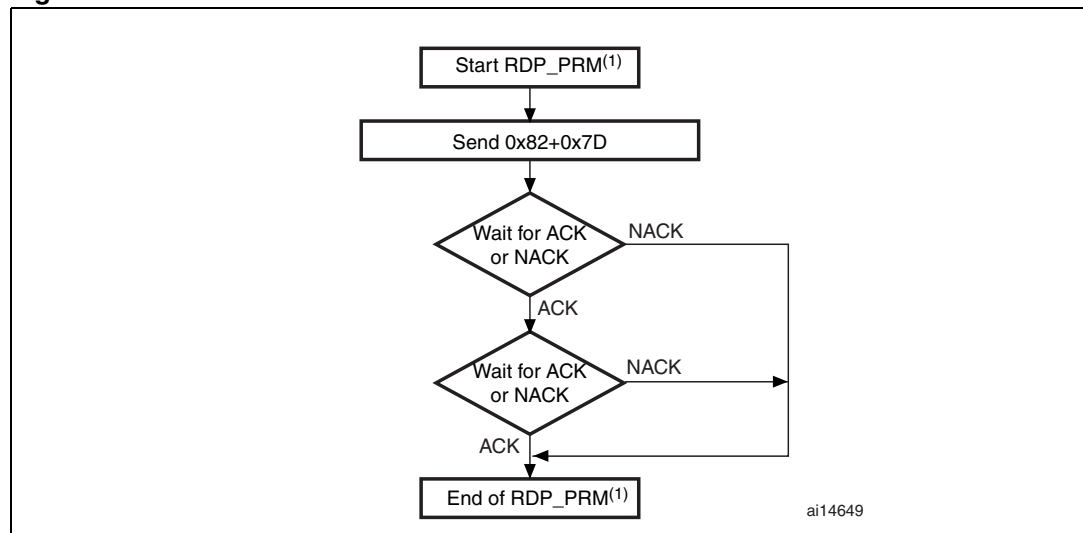 Start RDP_PRM(1)
Send 0x82+0x7D
Wait for ACK
or NACK
NACK
ACK
Wait for ACK
or NACK
NACK
ACK
End of RDP_PRM(1)
ai14649